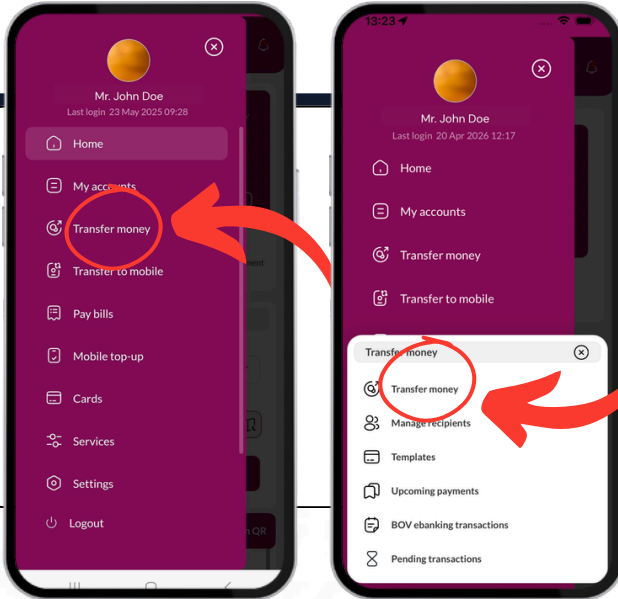 Mr. John Doe
Last login 23 May 2025 09:28
Home
My accounts
Transfer money
Transfer to mobile
Pay bills
Mobile top-up
Cards
Services
Settings
Logout
QR
13:23
Mr. John Doe
Last login 20 Apr 2026 12:17
Home
My accounts
Transfer money
Transfer to mobile
Transfer money
Transfer money
Manage recipients
Templates
Upcoming payments
BOV ebanking transactions
Pending transactions